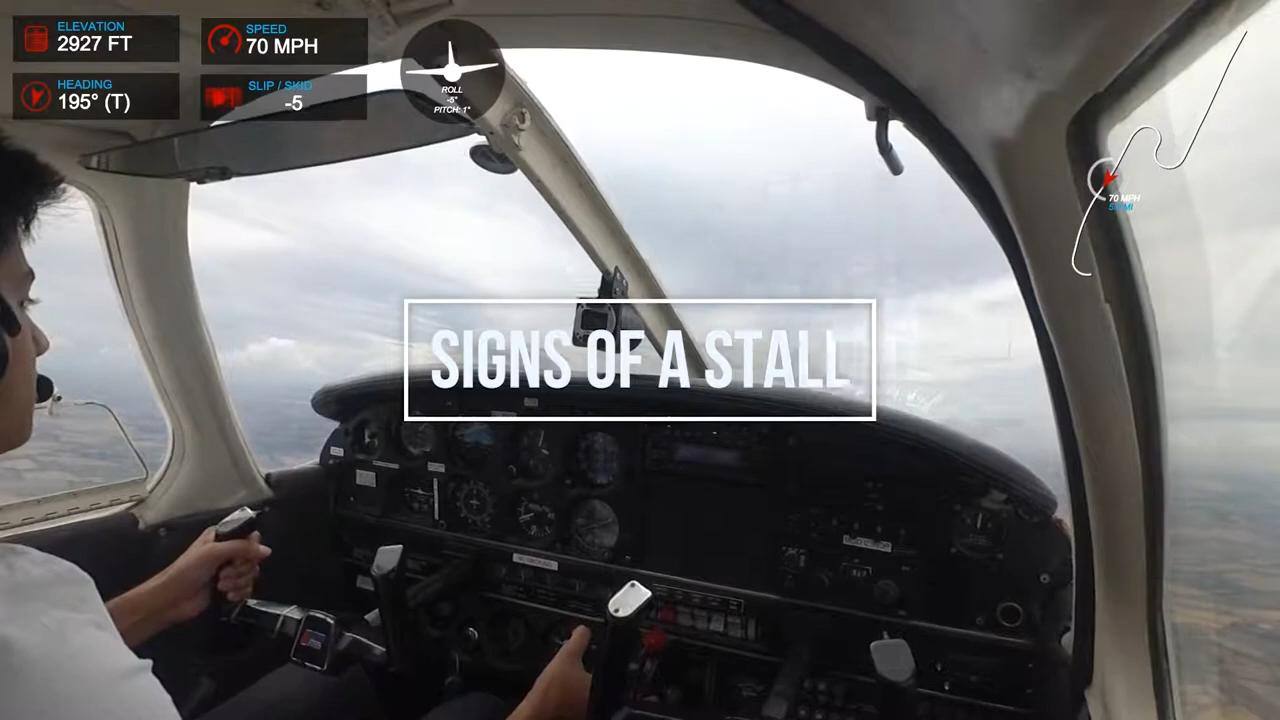 ELEVATION
2927 FT
SPEED
70 MPH
HEADING
195° (T)
SLIP / SKID
-5
ROLL
-5°
PITCH: 1°
70 MPH
SIGNS OF A STALL